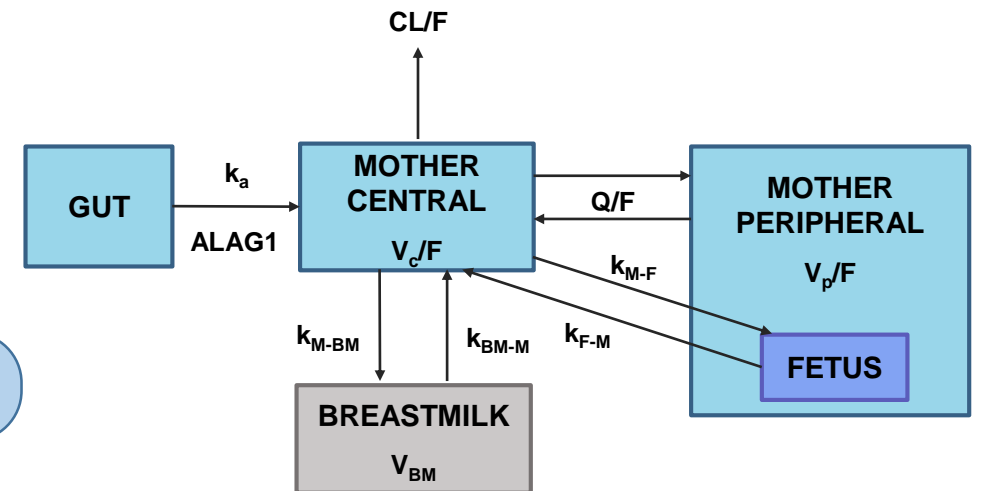 CL/F
GUT
k_a
ALAG1
MOTHER
CENTRAL
V_c/F
Q/F
MOTHER
PERIPHERAL
V_p/F
k_M-F
k_F-M
FETUS
k_M-BM
k_BM-M
BREASTMILK
V_BM